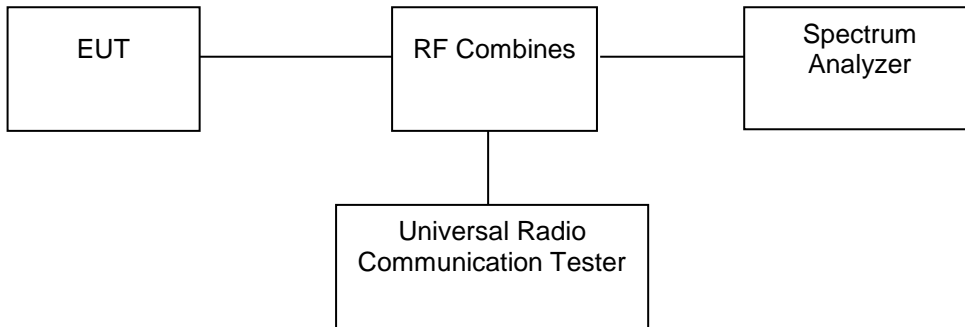 EUT
RF Combines
Spectrum
Analyzer
Universal Radio
Communication Tester